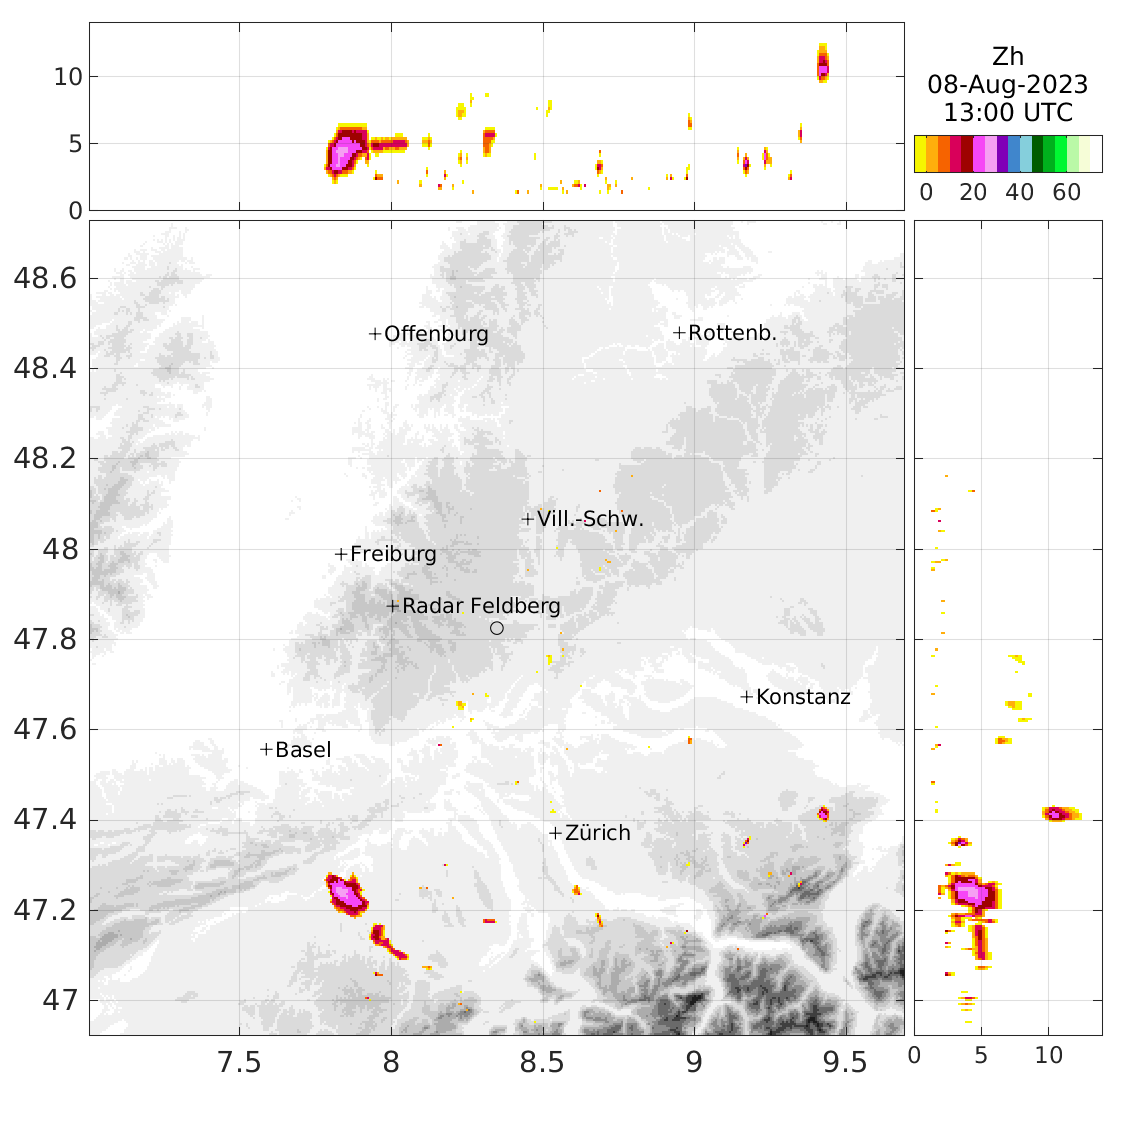 10
5
0
Zh
08-Aug-2023
13:00 UTC
0 20 40 60
48.6
48.4
48.2
48
47.8
47.6
47.4
47.2
47
Offenburg
Rottenb.
Vill.-Schw.
Freiburg
Radar Feldberg
Konstanz
Basel
Zürich
7.5 8 8.5 9 9.5
0 5 10